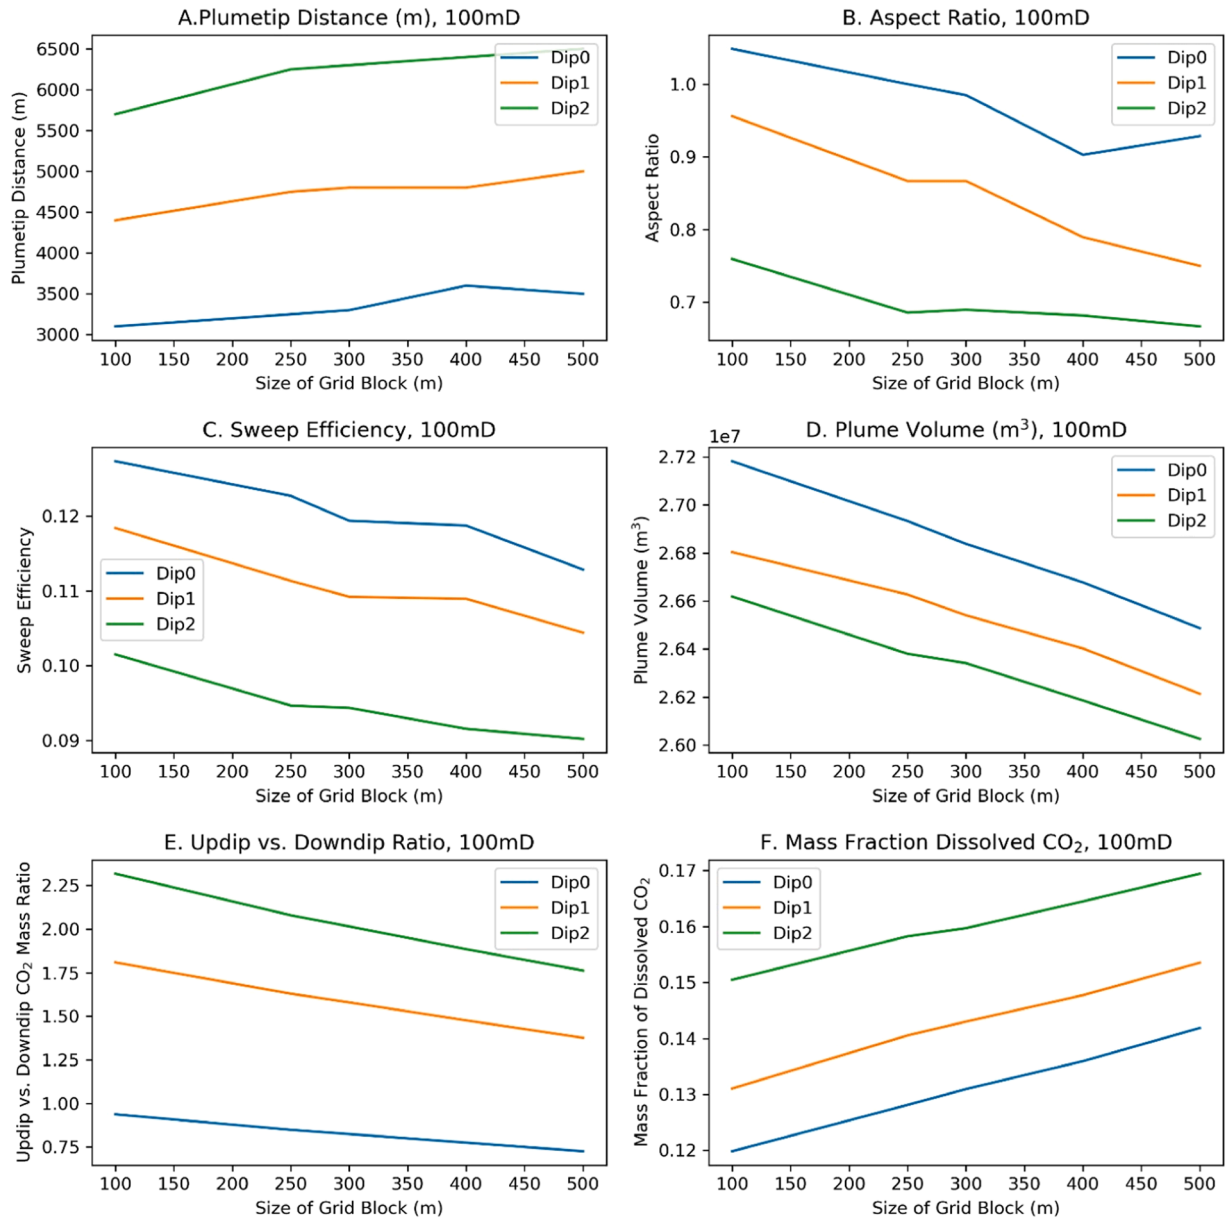 A.Plumetip Distance (m), 100mD
Plumetip Distance (m)
6500
6000
5500
5000
4500
4000
3500
3000
Dip0
Dip1
Dip2
100 150 200 250 300 350 400 450 500
Size of Grid Block (m)
B. Aspect Ratio, 100mD
Aspect Ratio
1.0
0.9
0.8
0.7
Dip0
Dip1
Dip2
100 150 200 250 300 350 400 450 500
Size of Grid Block (m)
C. Sweep Efficiency, 100mD
Sweep Efficiency
0.12
0.11
0.10
0.09
Dip0
Dip1
Dip2
100 150 200 250 300 350 400 450 500
Size of Grid Block (m)
D. Plume Volume (m³), 100mD
1e7
Plume Volume (m³)
2.72
2.70
2.68
2.66
2.64
2.62
2.60
Dip0
Dip1
Dip2
100 150 200 250 300 350 400 450 500
Size of Grid Block (m)
E. Updip vs. Downdip Ratio, 100mD
Updip vs. Downdip CO₂ Mass Ratio
2.25
2.00
1.75
1.50
1.25
1.00
0.75
Dip0
Dip1
Dip2
100 150 200 250 300 350 400 450 500
Size of Grid Block (m)
F. Mass Fraction Dissolved CO₂, 100mD
Mass Fraction of Dissolved CO₂
0.17
0.16
0.15
0.14
0.13
0.12
Dip0
Dip1
Dip2
100 150 200 250 300 350 400 450 500
Size of Grid Block (m)